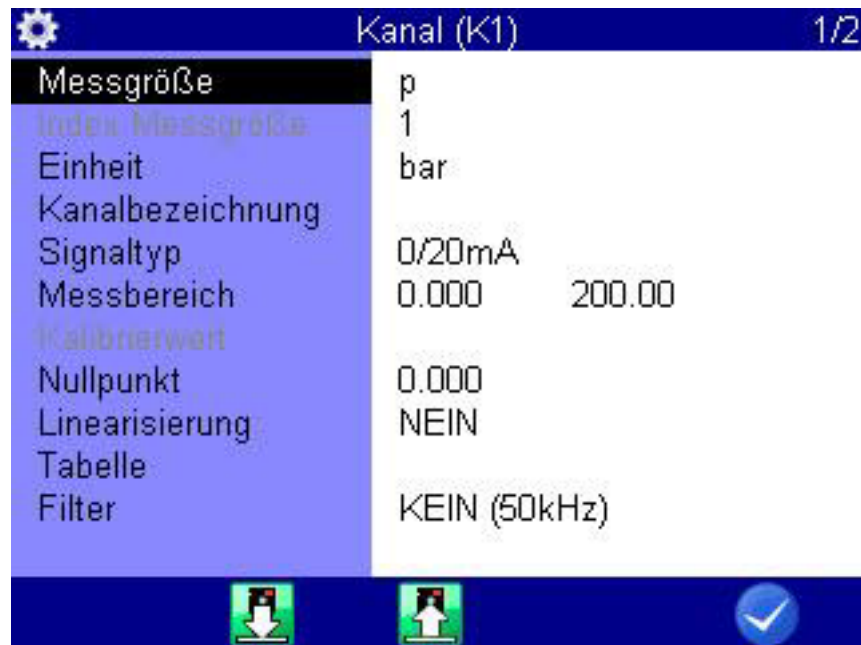 Kanal (K1) 1/2
Messgröße p
Index Messgröße 1
Einheit bar
Kanalbezeichnung
Signaltyp 0/20mA
Messbereich 0.000 200.00
Kalibrierwert
Nullpunkt 0.000
Linearisierung NEIN
Tabelle
Filter KEIN (50kHz)